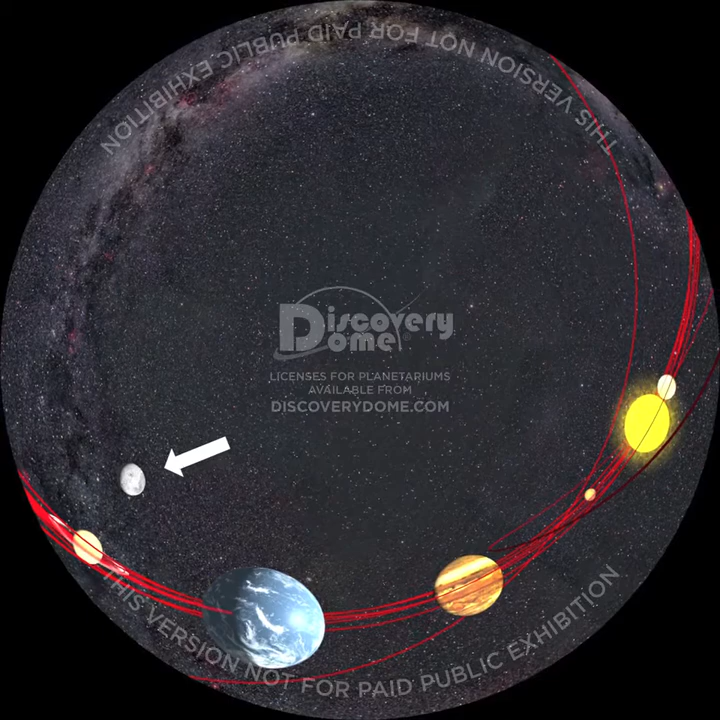 THIS VERSION NOT FOR PAID PUBLIC EXHIBITION
Discovery
Dome
LICENSES FOR PLANETARIUMS
AVAILABLE FROM
DISCOVERYDOME.COM
THIS VERSION NOT FOR PAID PUBLIC EXHIBITION